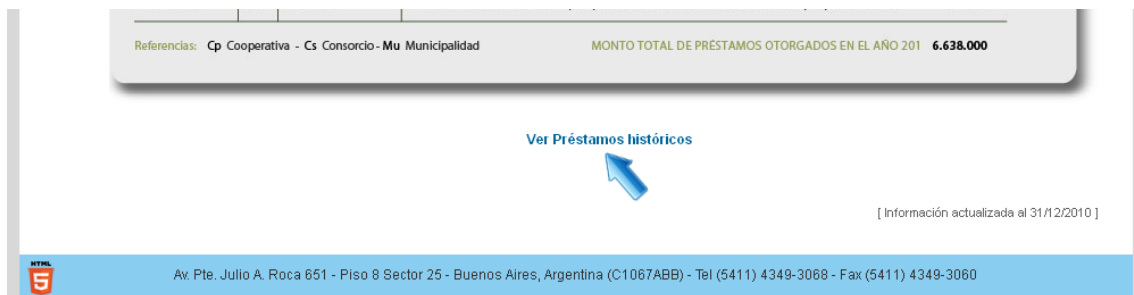 Referencias: Cp Cooperativa - Cs Consorcio - Mu Municipalidad MONTO TOTAL DE PRÉSTAMOS OTORGADOS EN EL AÑO 201 6.638.000
Ver Préstamos históricos
[ Información actualizada al 31/12/2010 ]
HTML
5
Av. Pte. Julio A. Roca 651 - Piso 8 Sector 25 - Buenos Aires, Argentina (C1067ABB) - Tel (5411) 4349-3068 - Fax (5411) 4349-3060